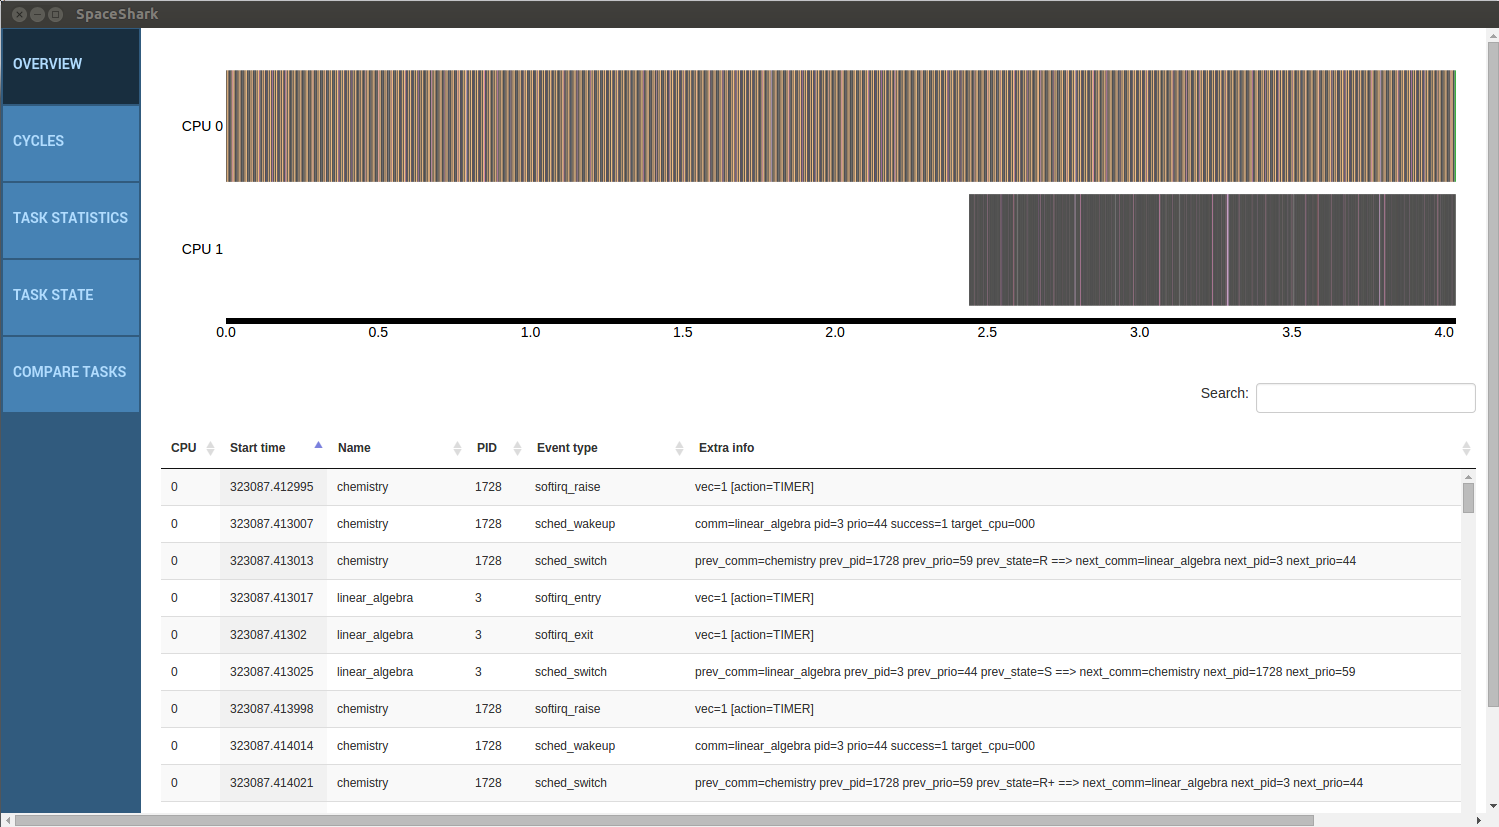 SpaceShark
OVERVIEW
CYCLES
TASK STATISTICS
TASK STATE
COMPARE TASKS
CPU 0
CPU 1
0.0 0.5 1.0 1.5 2.0 2.5 3.0 3.5 4.0
Search:
CPU Start time Name PID Event type Extra info
0 323087.412995 chemistry 1728 softirq_raise vec=1 [action=TIMER]
0 323087.413007 chemistry 1728 sched_wakeup comm=linear_algebra pid=3 prio=44 success=1 target_cpu=000
0 323087.413013 chemistry 1728 sched_switch prev_comm=chemistry prev_pid=1728 prev_prio=59 prev_state=R ==> next_comm=linear_algebra next_pid=3 next_prio=44
0 323087.413017 linear_algebra 3 softirq_entry vec=1 [action=TIMER]
0 323087.41302 linear_algebra 3 softirq_exit vec=1 [action=TIMER]
0 323087.413025 linear_algebra 3 sched_switch prev_comm=linear_algebra prev_pid=3 prev_prio=44 prev_state=S ==> next_comm=chemistry next_pid=1728 next_prio=59
0 323087.413998 chemistry 1728 softirq_raise vec=1 [action=TIMER]
0 323087.414014 chemistry 1728 sched_wakeup comm=linear_algebra pid=3 prio=44 success=1 target_cpu=000
0 323087.414021 chemistry 1728 sched_switch prev_comm=chemistry prev_pid=1728 prev_prio=59 prev_state=R+ ==> next_comm=linear_algebra next_pid=3 next_prio=44